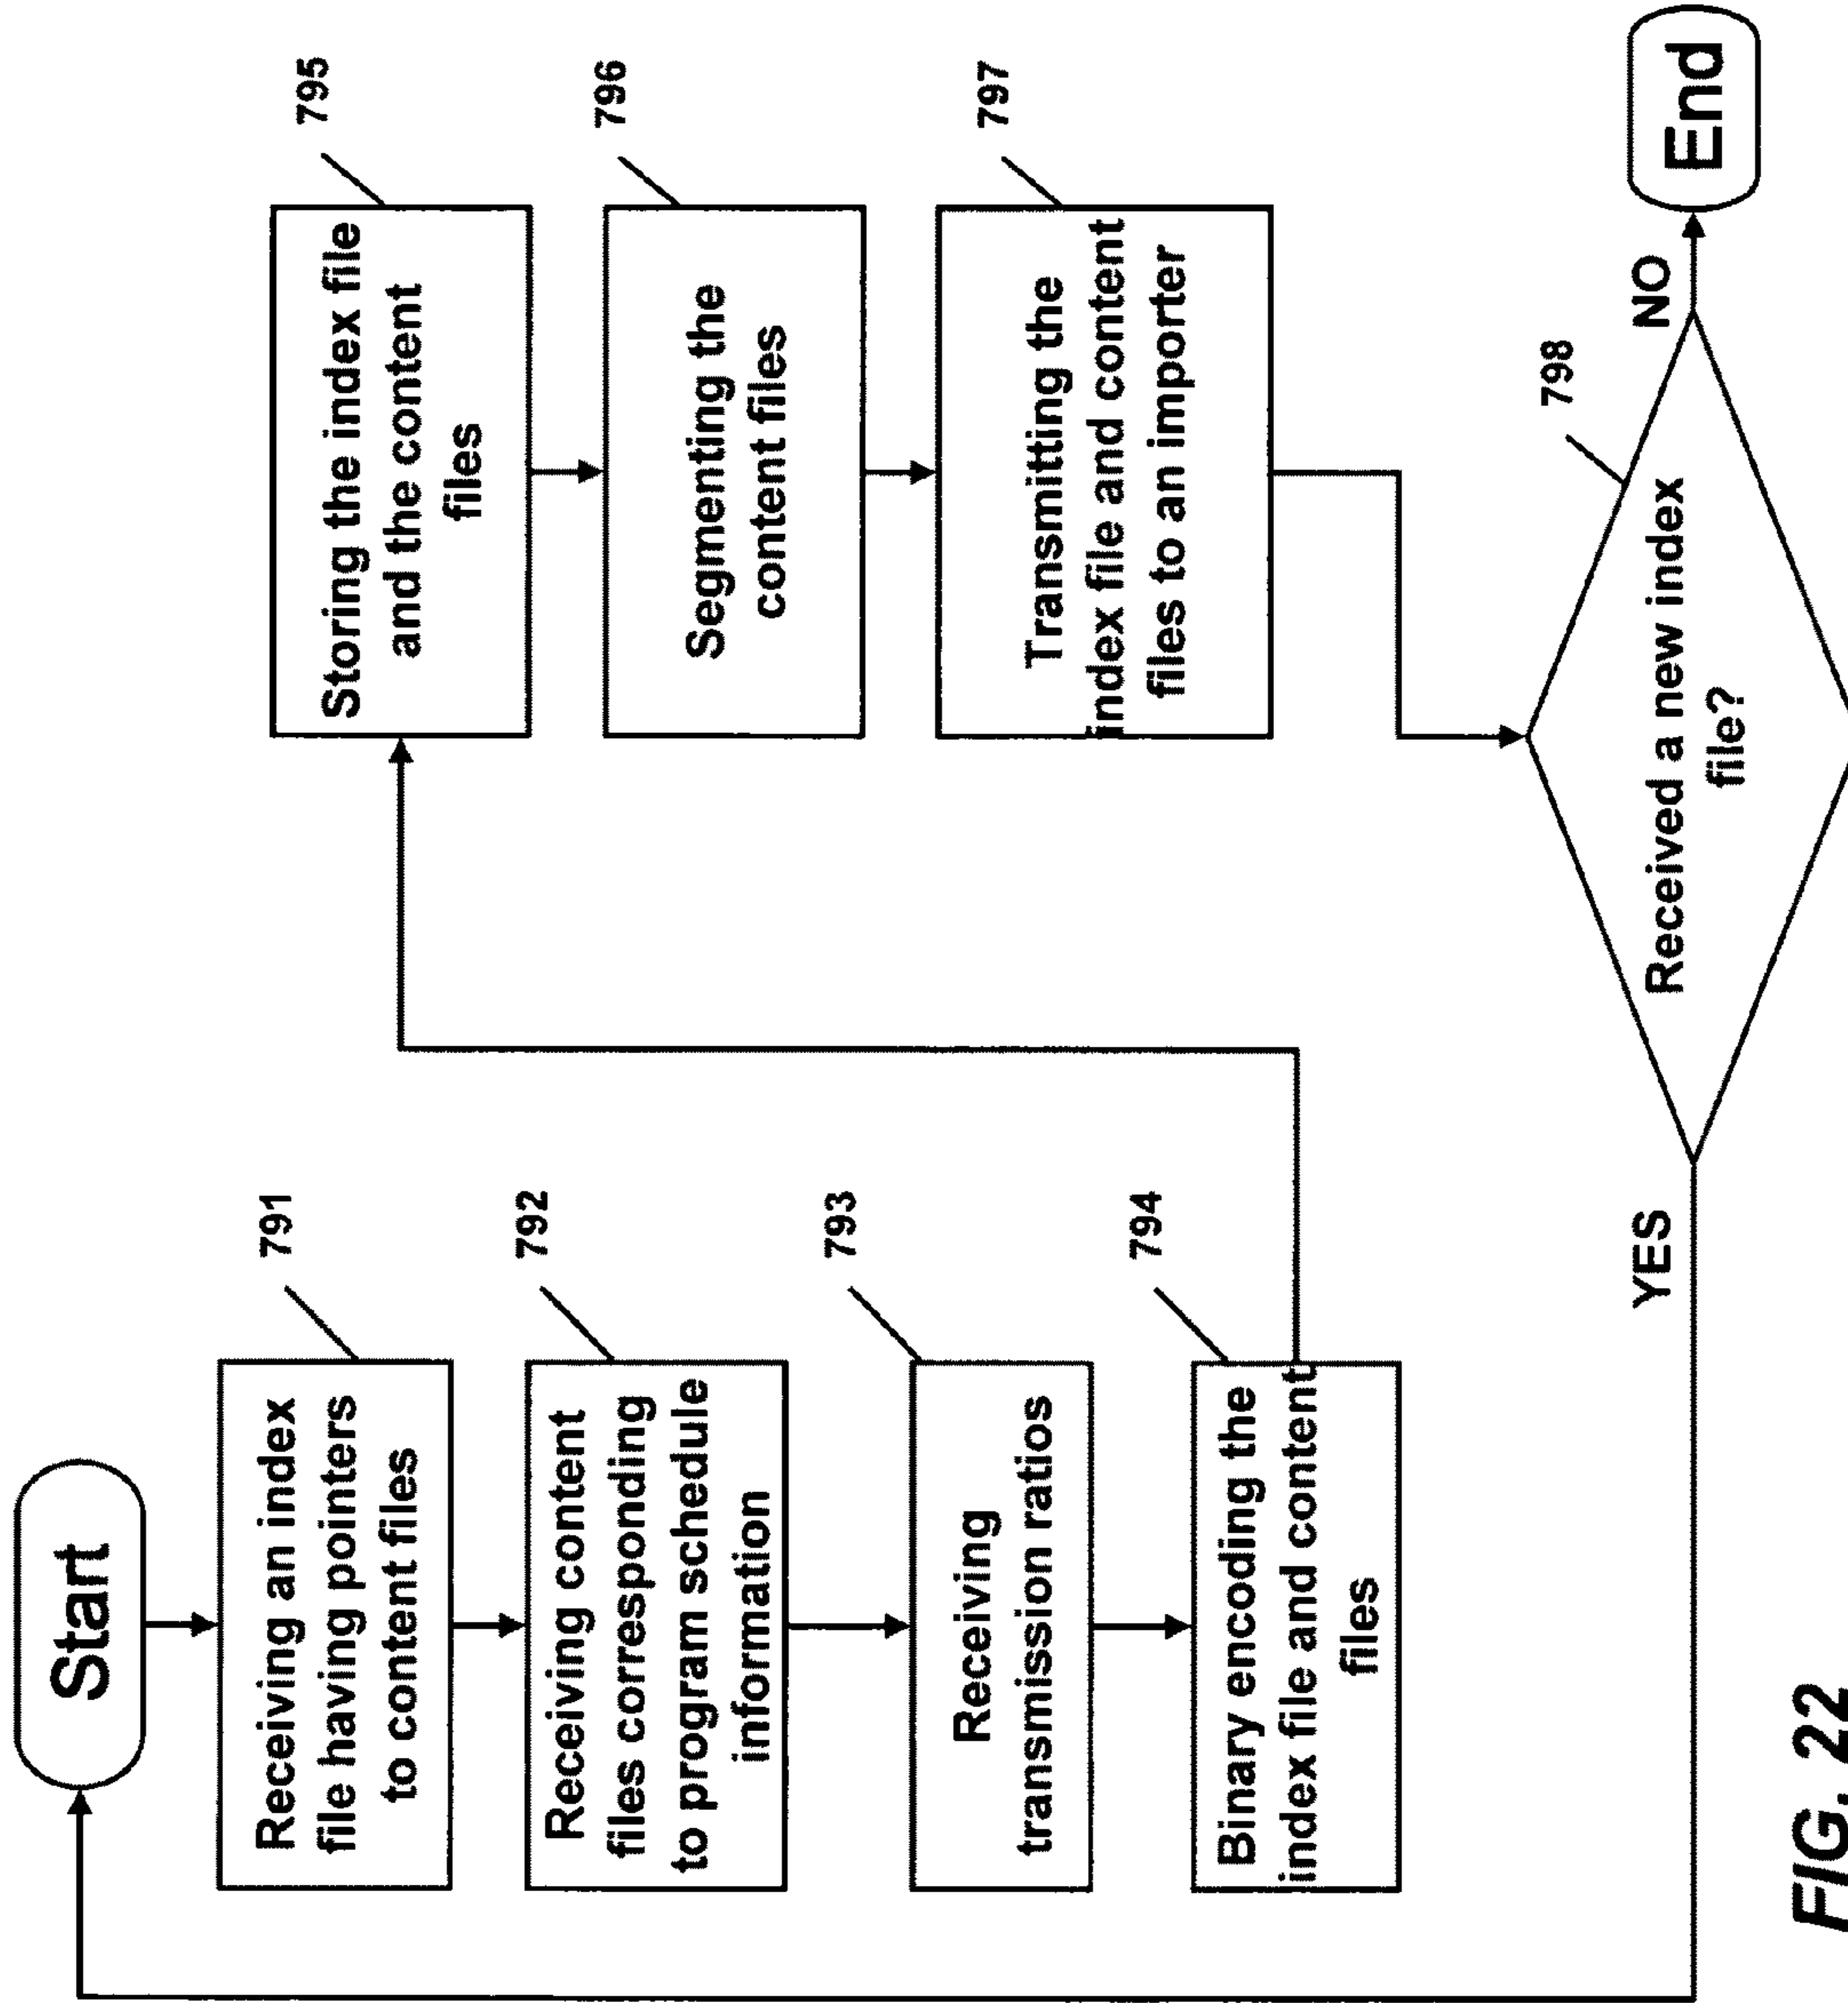 Start
791
Receiving an index
file having pointers
to content files
792
Receiving content
files corresponding
to program schedule
information
793
Receiving
transmission ratios
794
Binary encoding the
index file and content
files
795
Storing the index file
and the content
files
796
Segmenting the
content files
797
Transmitting the
index file and content
files to an importer
798
Received a new index
file?
YES
NO
End
FIG. 22